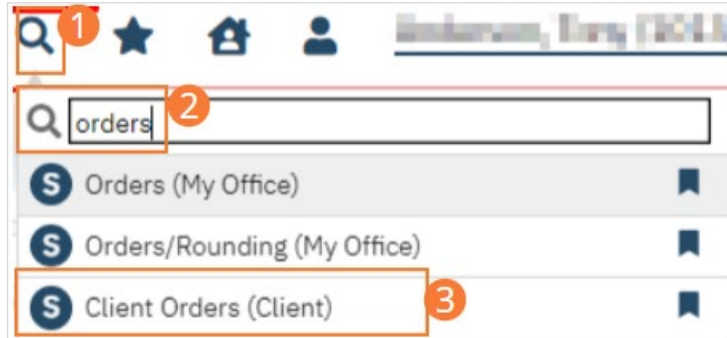 1
2
orders
S Orders (My Office)
S Orders/Rounding (My Office)
S Client Orders (Client) 3